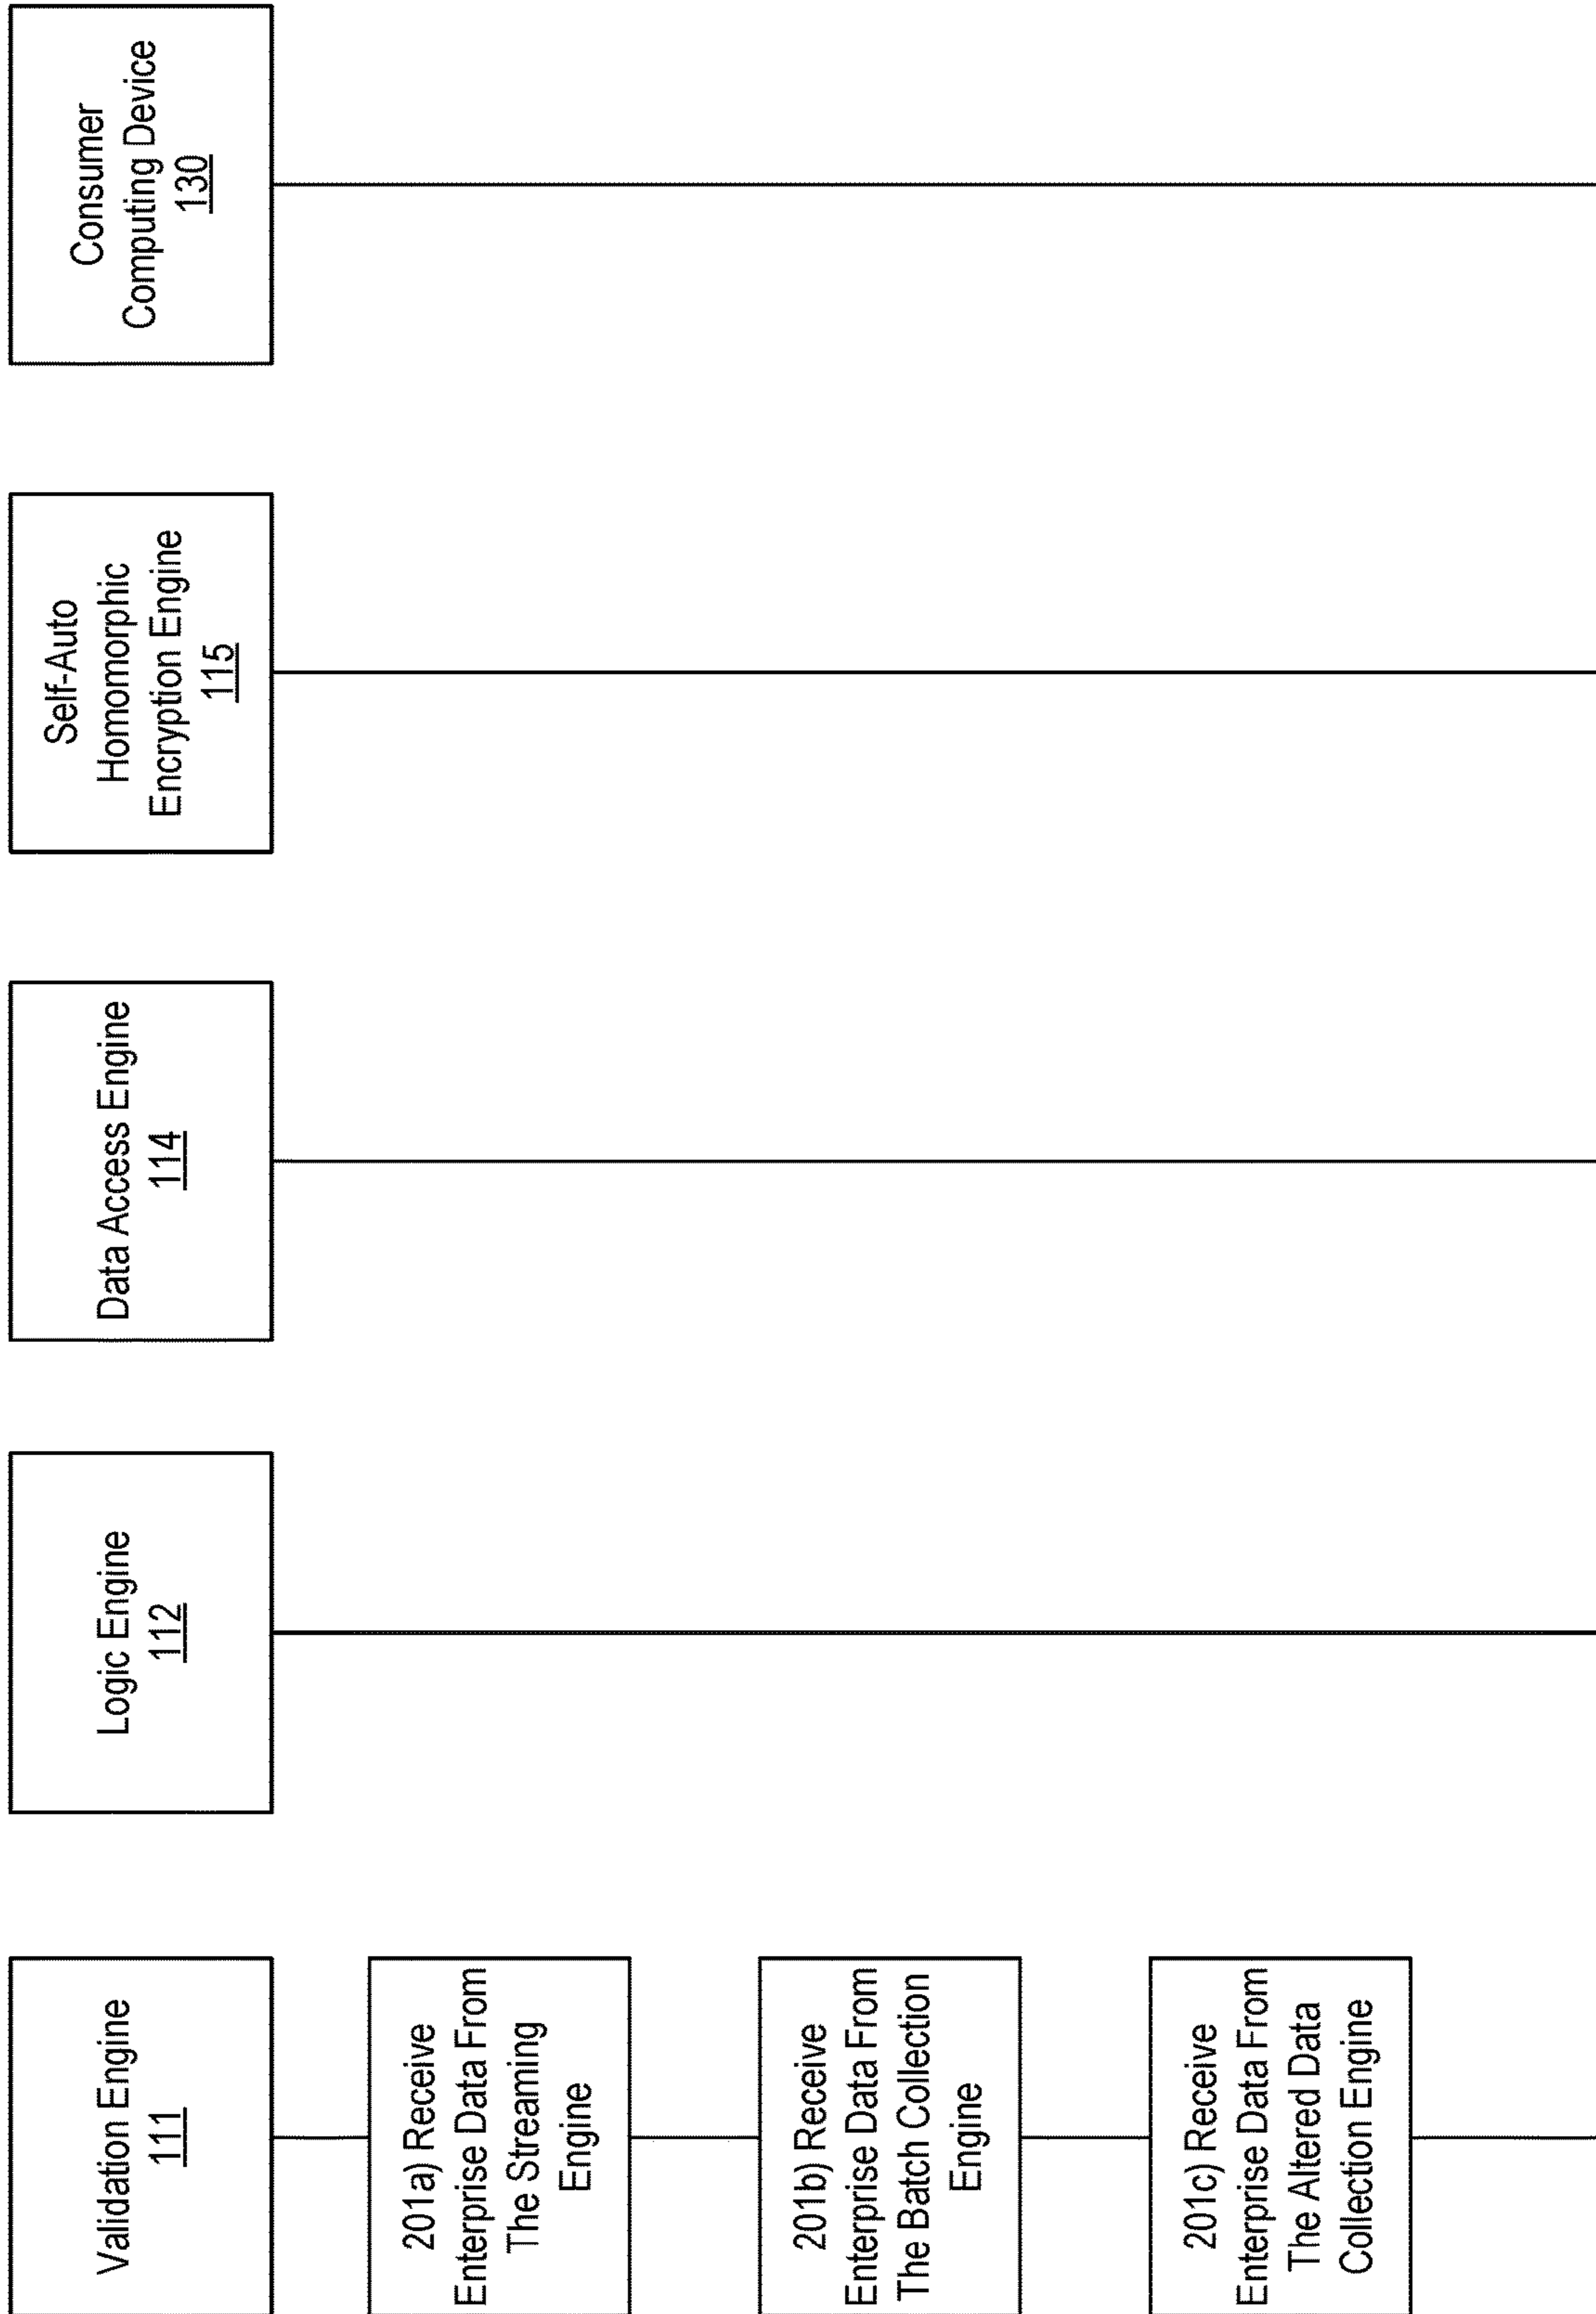 Validation Engine
111
Logic Engine
112
Data Access Engine
114
Self-Auto
Homomorphic
Encryption Engine
115
Consumer
Computing Device
130
201a) Receive
Enterprise Data From
The Streaming
Engine
201b) Receive
Enterprise Data From
The Batch Collection
Engine
201c) Receive
Enterprise Data From
The Altered Data
Collection Engine